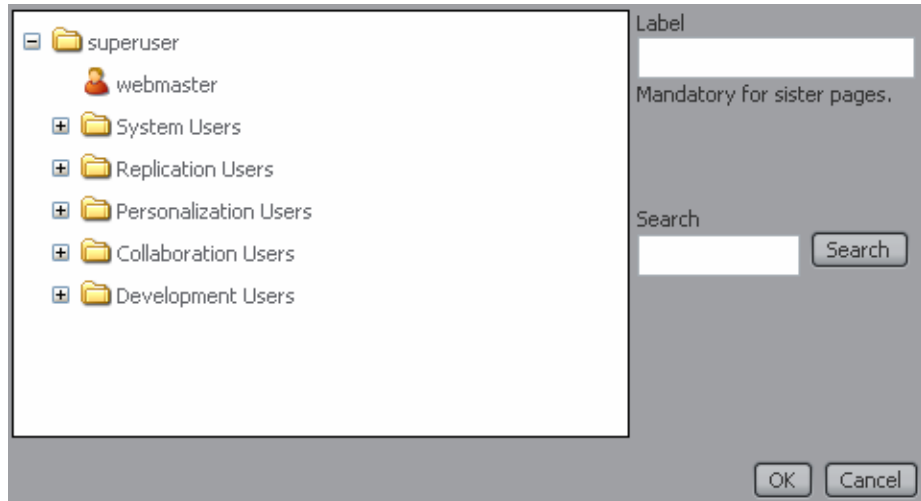 superuser
webmaster
System Users
Replication Users
Personalization Users
Collaboration Users
Development Users
Label
Mandatory for sister pages.
Search
Search
OK
Cancel